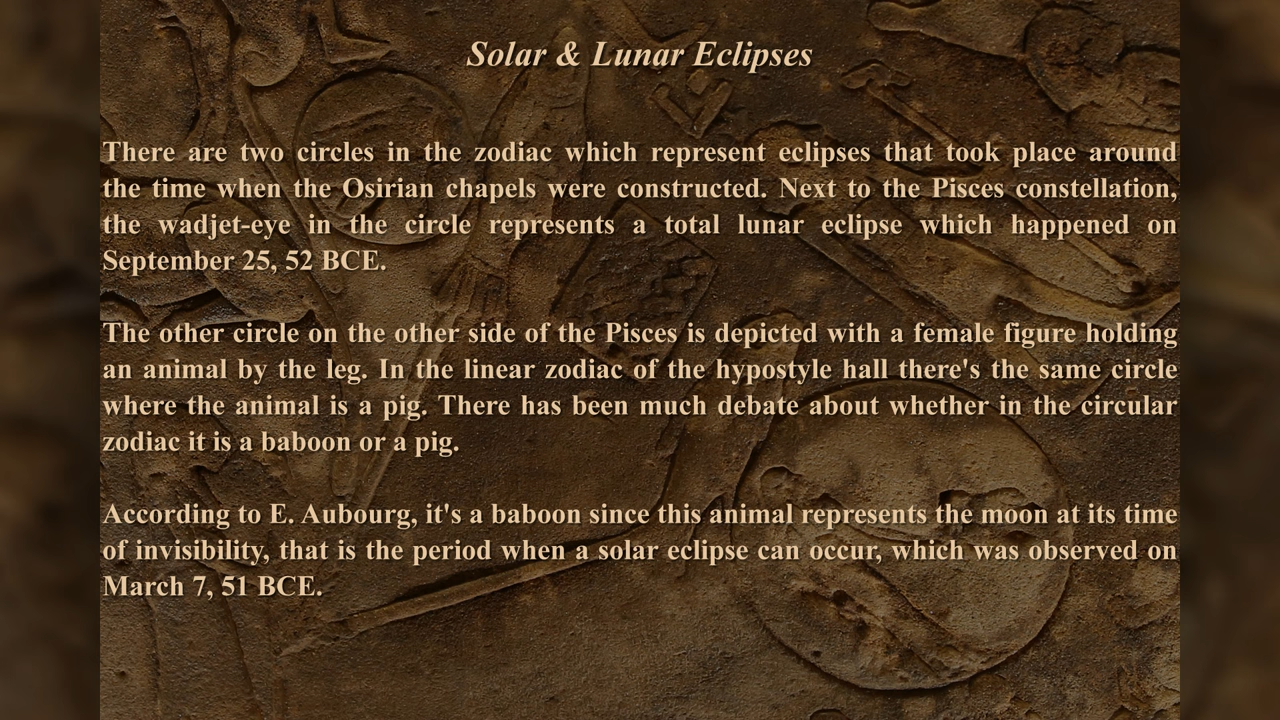 Solar & Lunar Eclipses
There are two circles in the zodiac which represent eclipses that took place around
the time when the Osirian chapels were constructed. Next to the Pisces constellation,
the wadjet-eye in the circle represents a total lunar eclipse which happened on
September 25, 52 BCE.
The other circle on the other side of the Pisces is depicted with a female figure holding
an animal by the leg. In the linear zodiac of the hypostyle hall there's the same circle
where the animal is a pig. There has been much debate about whether in the circular
zodiac it is a baboon or a pig.
According to E. Aubourg, it's a baboon since this animal represents the moon at its time
of invisibility, that is the period when a solar eclipse can occur, which was observed on
March 7, 51 BCE.